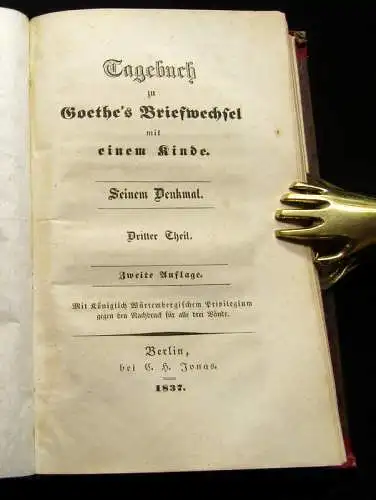 Tagebuch
zu
Goethe's Briefwechsel
mit
einem Kinde.
Seinem Denkmal.
Dritter Theil.
Zweite Auflage.
Mit Königlich Würtembergischem Privilegium
gegen den Nachdruck für alle drei Bände.
Berlin,
bei C. H. Jonas.
1837.